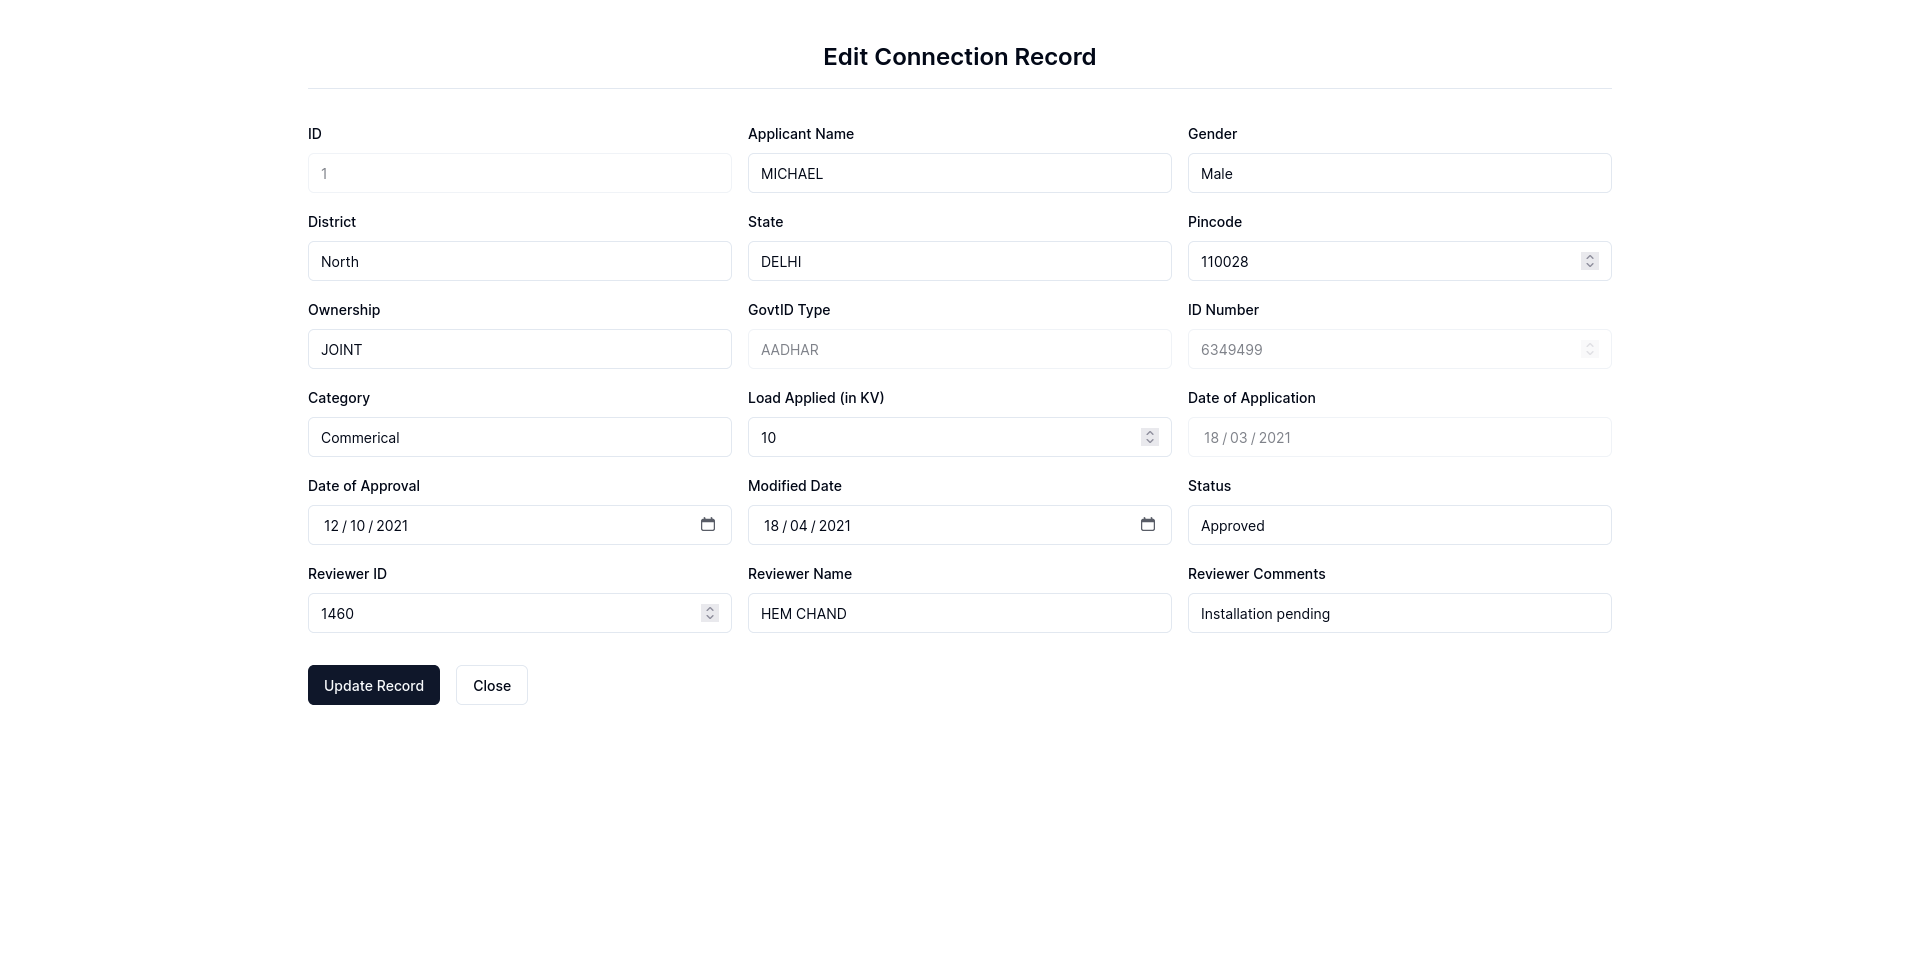 Edit Connection Record
ID Applicant Name Gender
1 MICHAEL Male
District State Pincode
North DELHI 110028
Ownership GovtID Type ID Number
JOINT AADHAR 6349499
Category Load Applied (in KV) Date of Application
Commerical 10 18 / 03 / 2021
Date of Approval Modified Date Status
12 / 10 / 2021 18 / 04 / 2021 Approved
Reviewer ID Reviewer Name Reviewer Comments
1460 HEM CHAND Installation pending
Update Record Close